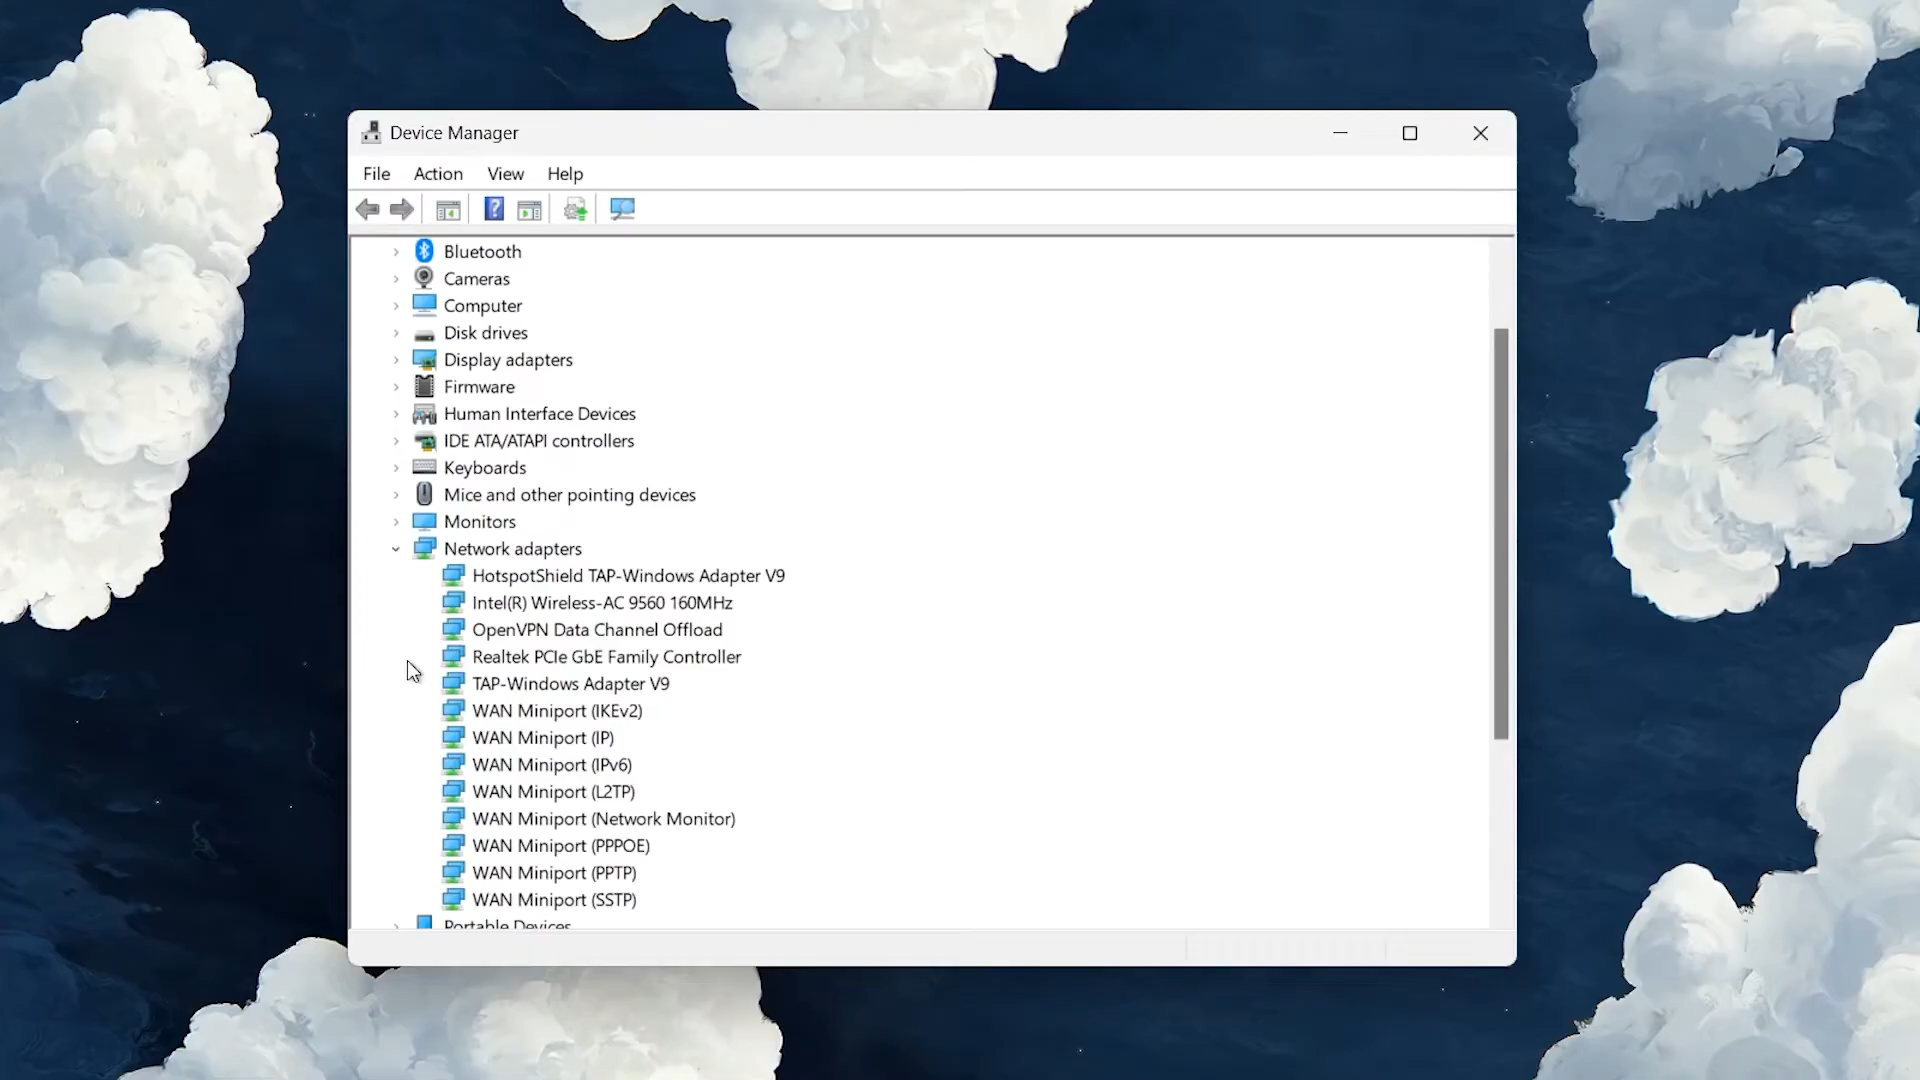 Device Manager
File Action View Help
Bluetooth
Cameras
Computer
Disk drives
Display adapters
Firmware
Human Interface Devices
IDE ATA/ATAPI controllers
Keyboards
Mice and other pointing devices
Monitors
Network adapters
HotspotShield TAP-Windows Adapter V9
Intel(R) Wireless-AC 9560 160MHz
OpenVPN Data Channel Offload
Realtek PCIe GbE Family Controller
TAP-Windows Adapter V9
WAN Miniport (IKEv2)
WAN Miniport (IP)
WAN Miniport (IPv6)
WAN Miniport (L2TP)
WAN Miniport (Network Monitor)
WAN Miniport (PPPOE)
WAN Miniport (PPTP)
WAN Miniport (SSTP)
Portable Devices